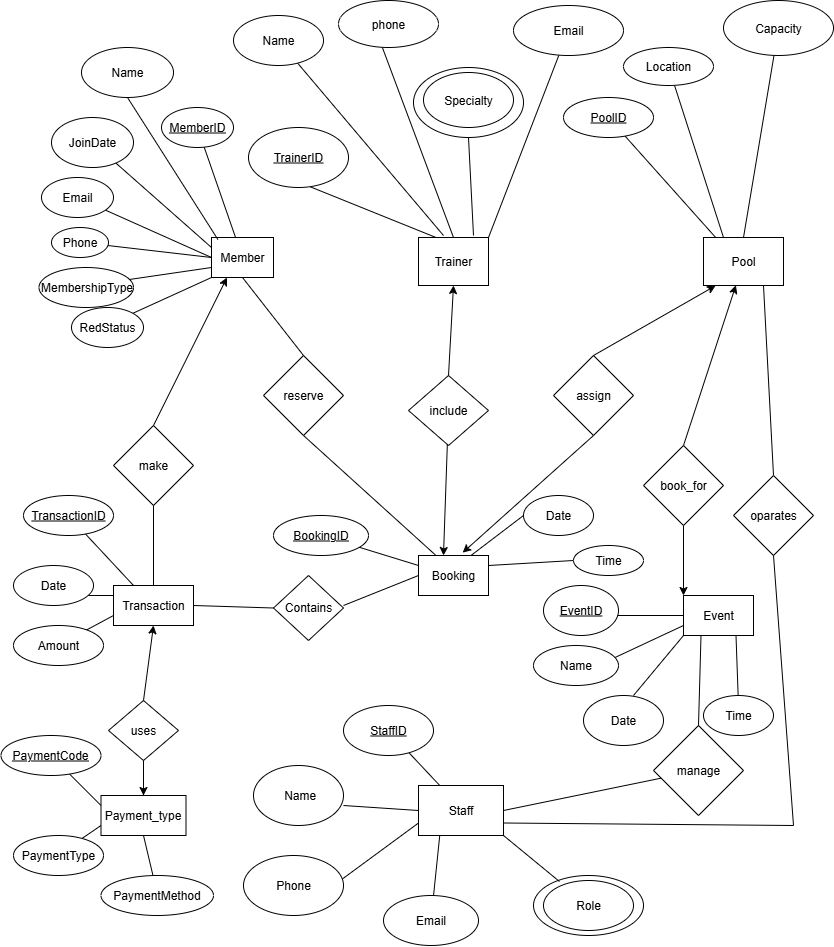 phone
Email
Capacity
Name
Location
Name
Specialty
PoolID
MemberID
JoinDate
TrainerID
Email
Phone
Member
Trainer
Pool
MembershipType
RedStatus
reserve
include
assign
make
book_for
TransactionID
oparates
Date
BookingID
Time
Booking
Date
Transaction
Contains
EventID
Event
Amount
Name
Date
Time
StaffID
uses
PaymentCode
manage
Name
Staff
Payment_type
PaymentType
Phone
PaymentMethod
Role
Email